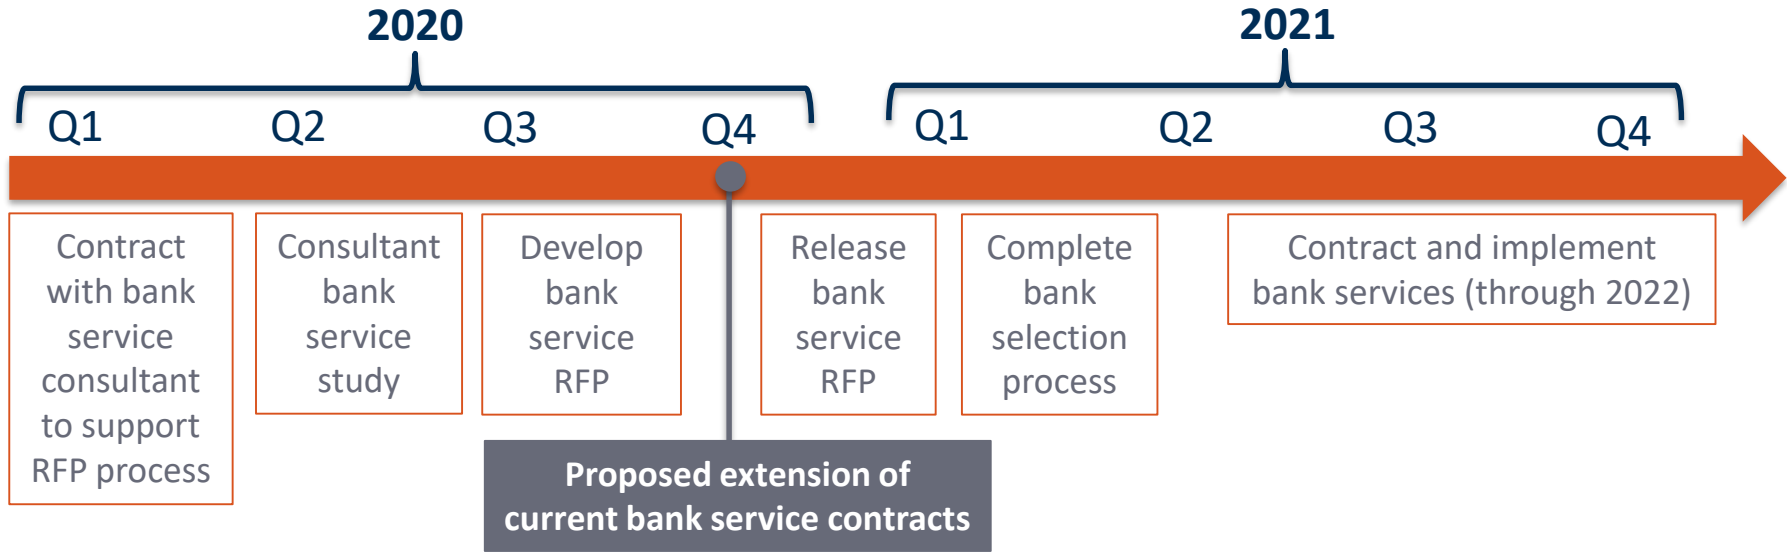 2020
2021
Q1
Q2
Q3
Q4
Q1
Q2
Q3
Q4
Contract
with bank
service
consultant
to support
RFP process
Consultant
bank
service
study
Develop
bank
service
RFP
Release
bank
service
RFP
Complete
bank
selection
process
Contract and implement
bank services (through 2022)
Proposed extension of
current bank service contracts